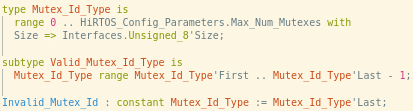 type Mutex_Id_Type is
  range 0 .. HiRTOS_Config_Parameters.Max_Num_Mutexes with
  Size => Interfaces.Unsigned_8'Size;

subtype Valid_Mutex_Id_Type is
  Mutex_Id_Type range Mutex_Id_Type'First .. Mutex_Id_Type'Last - 1;

Invalid_Mutex_Id : constant Mutex_Id_Type := Mutex_Id_Type'Last;